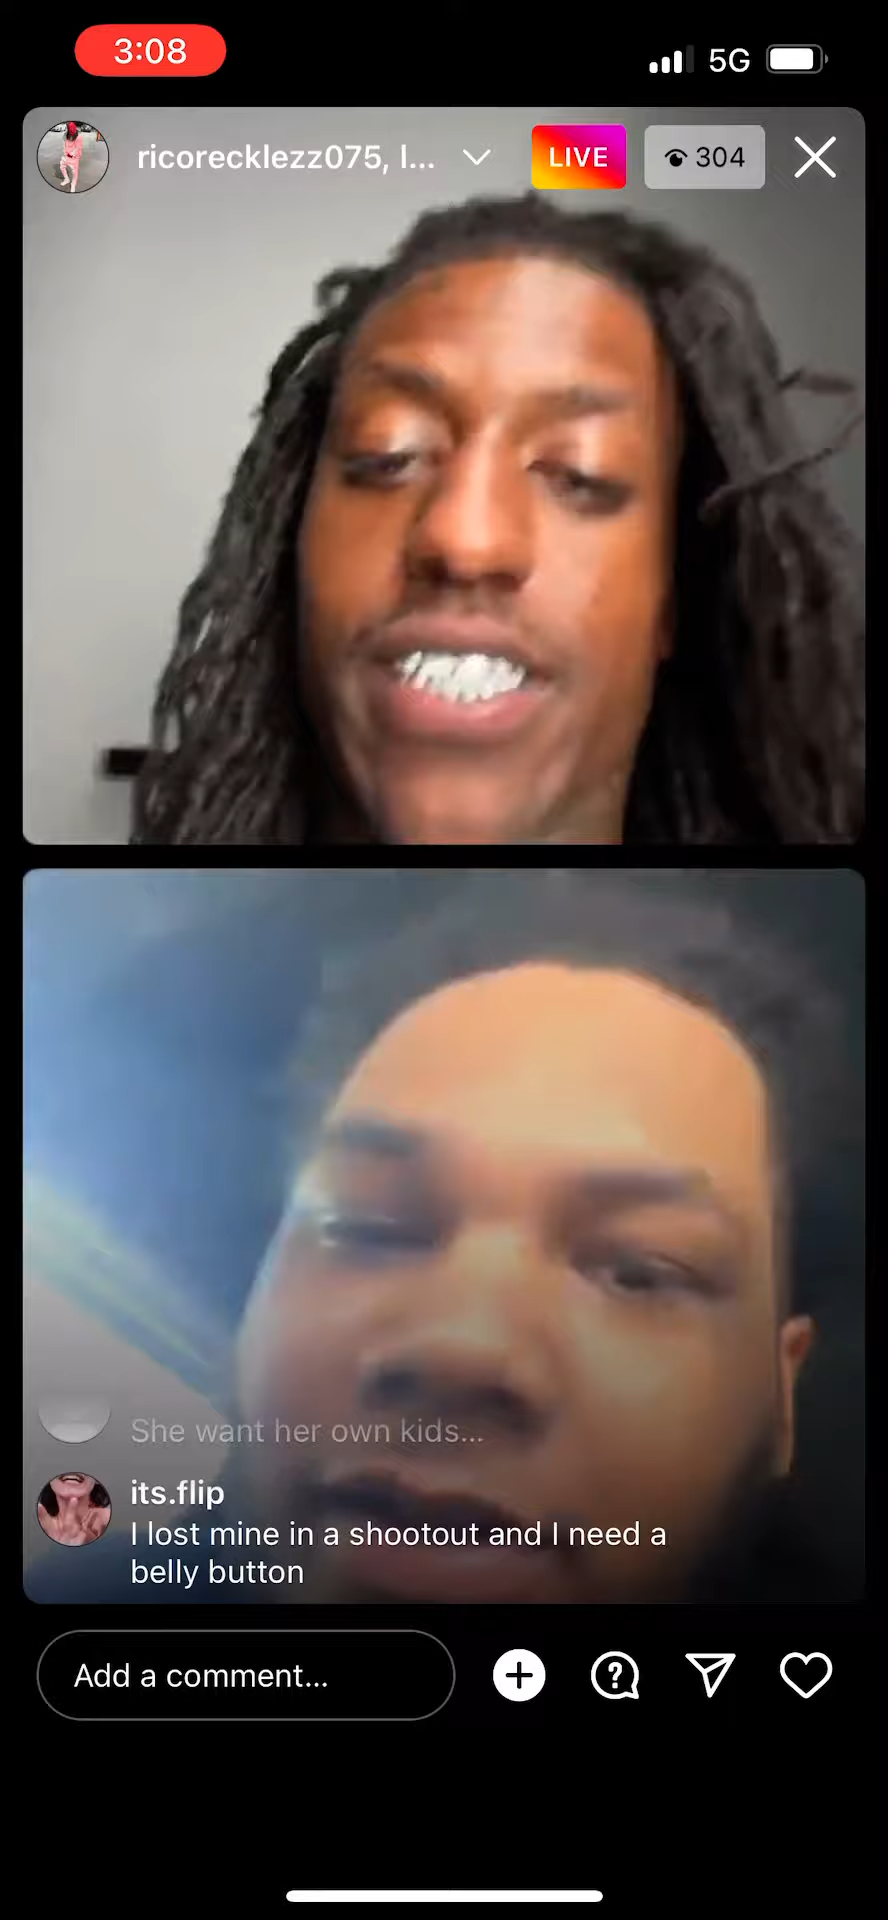 3:08
5G
ricorecklezz075, l...
LIVE
304
She want her own kids...
its.flip
I lost mine in a shootout and I need a
belly button
Add a comment...